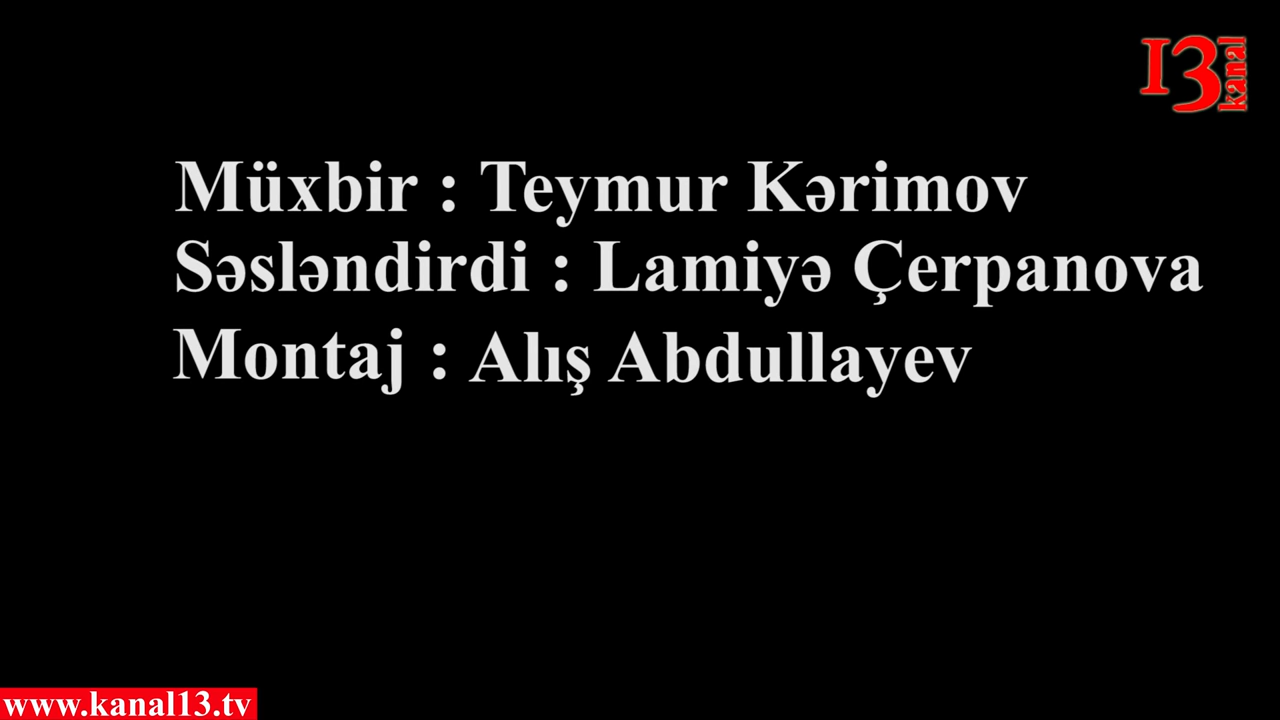 13 kanal
Müxbir : Teymur Kərimov
Səsləndirdi : Lamiyə Çerpanova
Montaj : Alış Abdullayev
www.kanal13.tv